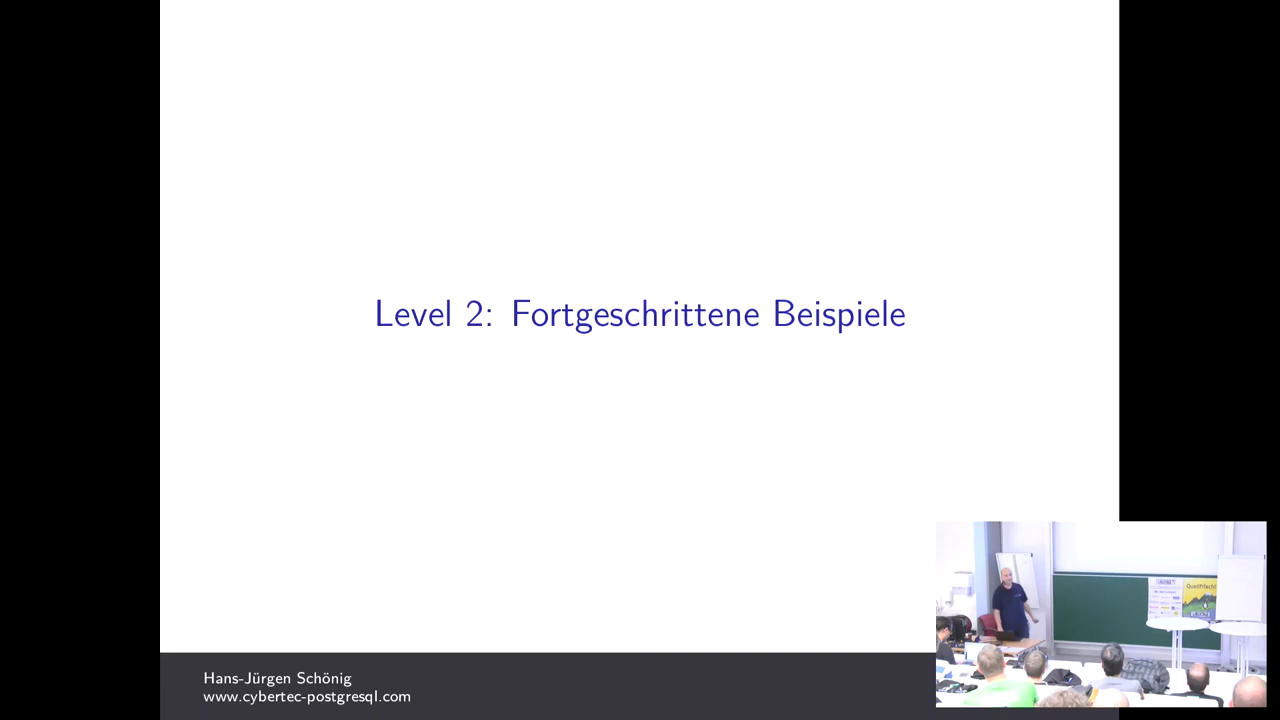 Level 2: Fortgeschrittene Beispiele
Hans-Jürgen Schönig
www.cybertec-postgresql.com